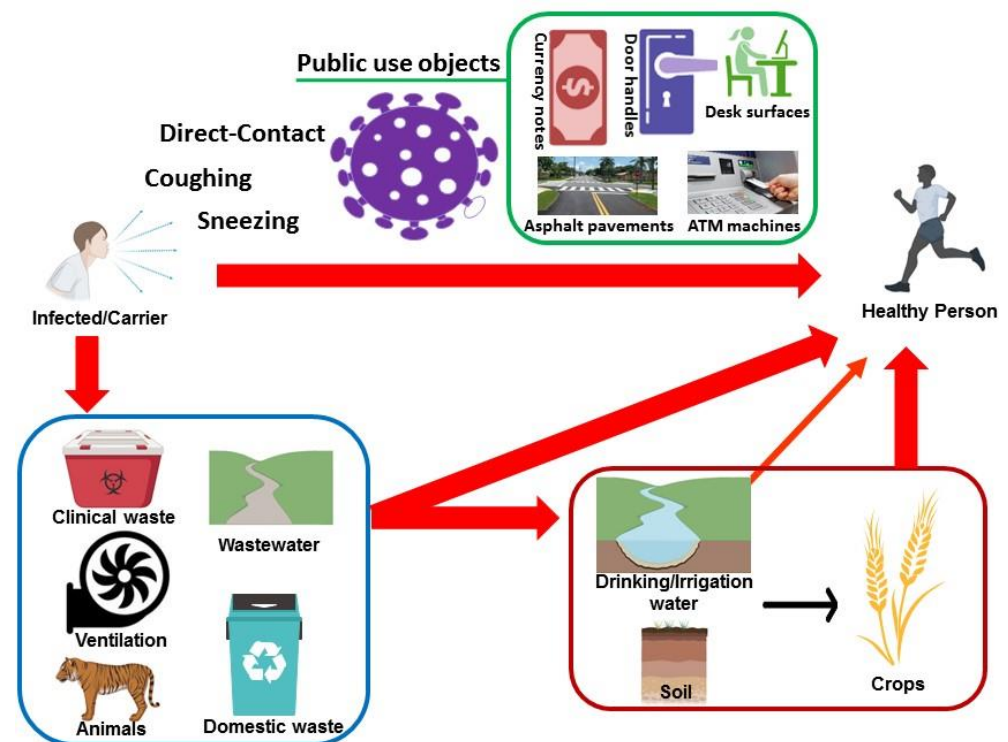 Public use objects
Currency notes
Door handles
Desk surfaces
Asphalt pavements
ATM machines
Direct-Contact
Coughing
Sneezing
Infected/Carrier
Healthy Person
Clinical waste
Wastewater
Ventilation
Animals
Domestic waste
Drinking/Irrigation
water
Soil
Crops